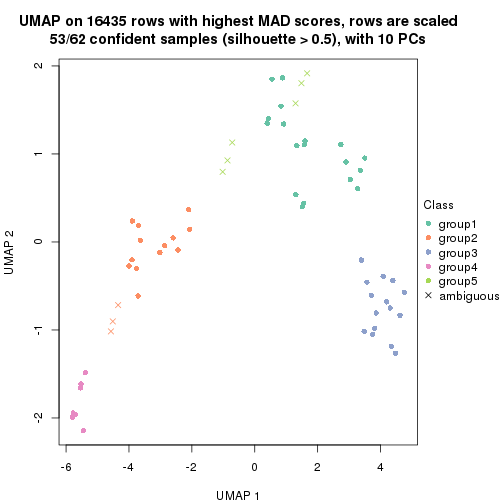 UMAP on 16435 rows with highest MAD scores, rows are scaled
53/62 confident samples (silhouette > 0.5), with 10 PCs
2
1
0
-1
-2
UMAP 2
-6
-4
-2
0
2
4
UMAP 1
Class
group1
group2
group3
group4
group5
ambiguous